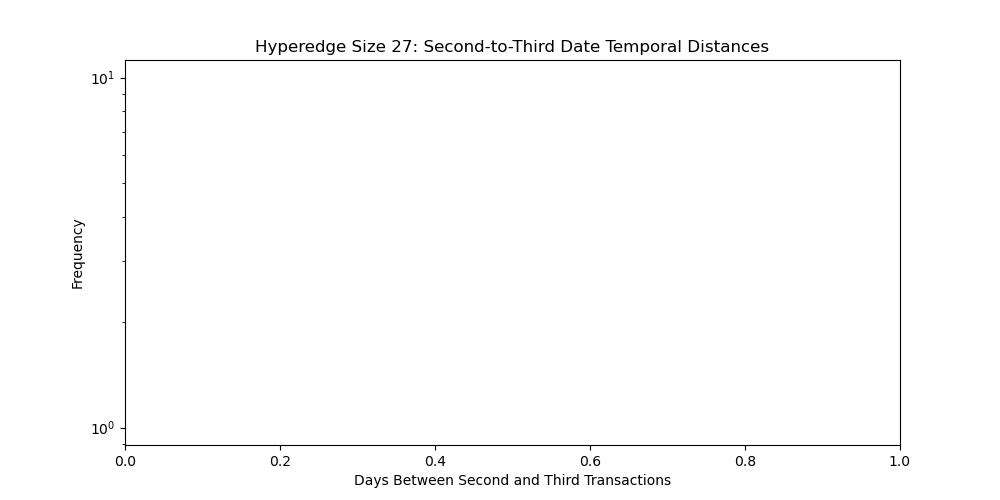 Hyperedge Size 27: Second-to-Third Date Temporal Distances
10¹
Frequency
10⁰
0.0 0.2 0.4 0.6 0.8 1.0
Days Between Second and Third Transactions